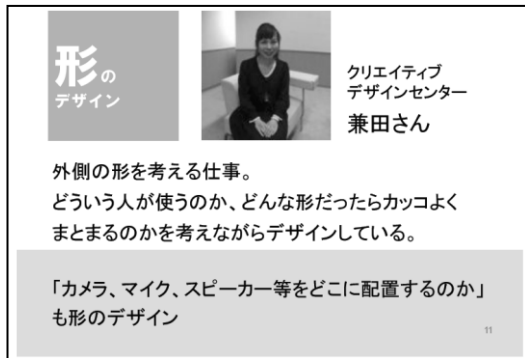 形の
デザイン
クリエイティブ
デザインセンター
兼田さん
外側の形を考える仕事。
どういう人が使うのか、どんな形だったらカッコよく
まとまるのかを考えながらデザインしている。
「カメラ、マイク、スピーカー等をどこに配置するのか」
も形のデザイン
11